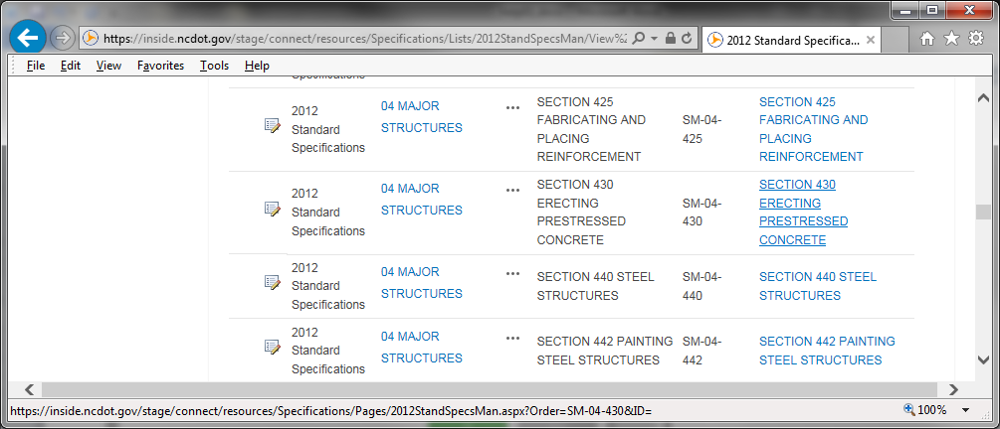 https://inside.ncdot.gov/stage/connect/resources/Specifications/Lists/2012StandSpecsMan/View%2
2012 Standard Specifica...
File Edit View Favorites Tools Help
Specifications
2012
Standard
Specifications
04 MAJOR
STRUCTURES
...
SECTION 425
FABRICATING AND
PLACING
REINFORCEMENT
SM-04-
425
SECTION 425
FABRICATING AND
PLACING
REINFORCEMENT
2012
Standard
Specifications
04 MAJOR
STRUCTURES
...
SECTION 430
ERECTING
PRESTRESSED
CONCRETE
SM-04-
430
SECTION 430
ERECTING
PRESTRESSED
CONCRETE
2012
Standard
Specifications
04 MAJOR
STRUCTURES
...
SECTION 440 STEEL
STRUCTURES
SM-04-
440
SECTION 440 STEEL
STRUCTURES
2012
Standard
Specifications
04 MAJOR
STRUCTURES
...
SECTION 442 PAINTING
STEEL STRUCTURES
SM-04-
442
SECTION 442 PAINTING
STEEL STRUCTURES
https://inside.ncdot.gov/stage/connect/resources/Specifications/Pages/2012StandSpecsMan.aspx?Order=SM-04-430&ID=
100%